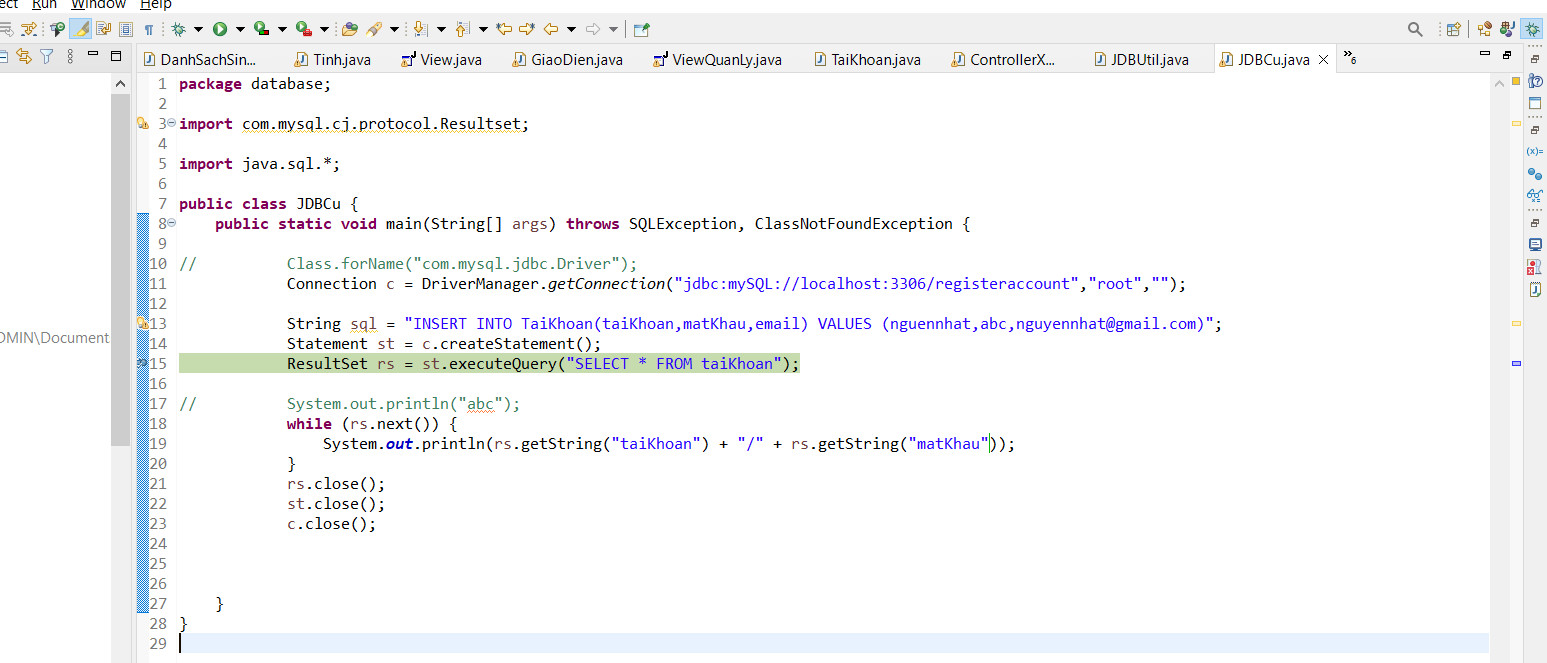 ect Run Window Help
DanhSachSin... Tinh.java View.java GiaoDien.java ViewQuanLy.java TaiKhoan.java ControllerX... JDBUtil.java JDBCu.java »6
1 package database;
2
3 import com.mysql.cj.protocol.Resultset;
4
5 import java.sql.*;
6
7 public class JDBCu {
8 public static void main(String[] args) throws SQLException, ClassNotFoundException {
9
10 // Class.forName("com.mysql.jdbc.Driver");
11 Connection c = DriverManager.getConnection("jdbc:mySQL://localhost:3306/registeraccount","root","");
12
13 String sql = "INSERT INTO TaiKhoan(taiKhoan,matKhau,email) VALUES (nguennhat,abc,nguyennhat@gmail.com)";
14 Statement st = c.createStatement();
15 ResultSet rs = st.executeQuery("SELECT * FROM taiKhoan");
16
17 // System.out.println("abc");
18 while (rs.next()) {
19 System.out.println(rs.getString("taiKhoan") + "/" + rs.getString("matKhau"));
20 }
21 rs.close();
22 st.close();
23 c.close();
24
25
26
27 }
28 }
29
DMIN\Document
(x)=